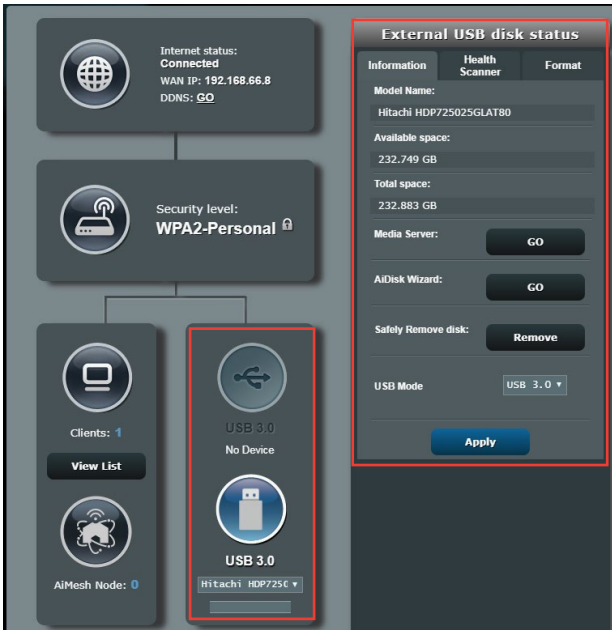 Internet status:
Connected
WAN IP: 192.168.66.8
DDNS: GO
Security level:
WPA2-Personal
Clients: 1
View List
AiMesh Node: 0
USB 3.0
No Device
USB 3.0
Hitachi HDP725C
External USB disk status
Information
Health
Scanner
Format
Model Name:
Hitachi HDP725025GLAT80
Available space:
232.749 GB
Total space:
232.883 GB
Media Server:
GO
AiDisk Wizard:
GO
Safely Remove disk:
Remove
USB Mode
USB 3.0
Apply